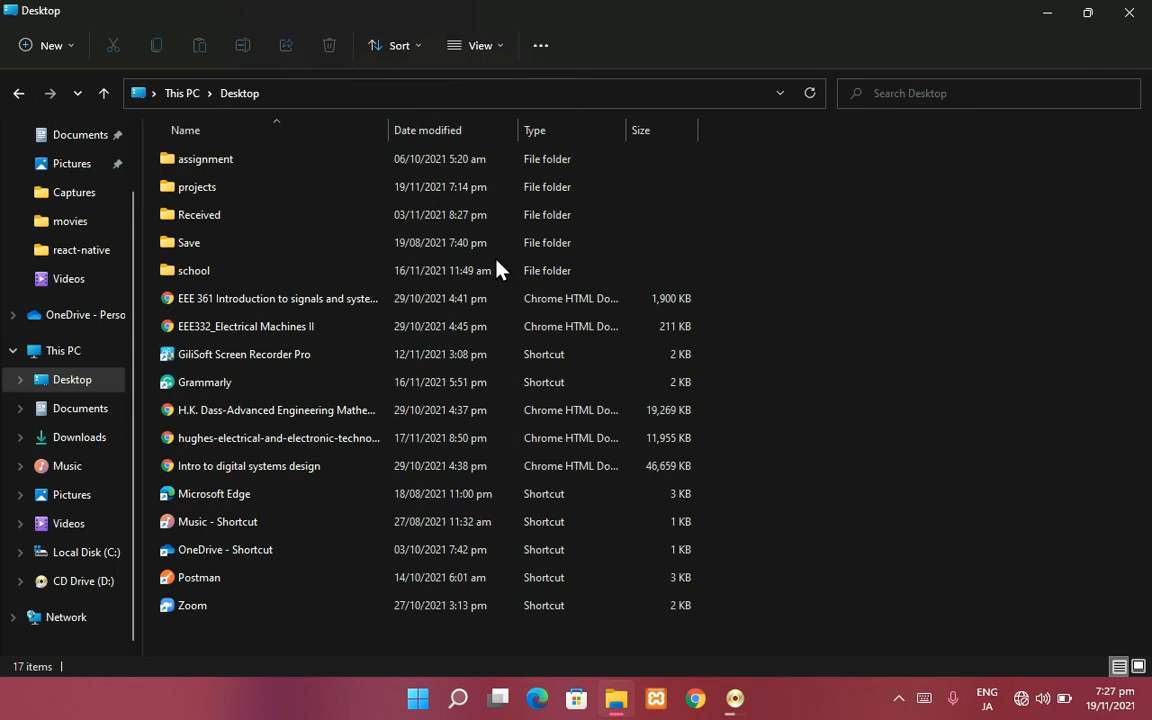 Desktop
New
Sort
View
This PC > Desktop
Search Desktop
Documents
Pictures
Captures
movies
react-native
Videos
OneDrive - Perso
This PC
Desktop
Documents
Downloads
Music
Pictures
Videos
Local Disk (C:)
CD Drive (D:)
Network
Name Date modified Type Size
assignment 06/10/2021 5:20 am File folder
projects 19/11/2021 7:14 pm File folder
Received 03/11/2021 8:27 pm File folder
Save 19/08/2021 7:40 pm File folder
school 16/11/2021 11:49 am File folder
EEE 361 Introduction to signals and syste... 29/10/2021 4:41 pm Chrome HTML Do... 1,900 KB
EEE332_Electrical Machines II 29/10/2021 4:45 pm Chrome HTML Do... 211 KB
GiliSoft Screen Recorder Pro 12/11/2021 3:08 pm Shortcut 2 KB
Grammarly 16/11/2021 5:51 pm Shortcut 2 KB
H.K. Dass-Advanced Engineering Mathe... 29/10/2021 4:37 pm Chrome HTML Do... 19,269 KB
hughes-electrical-and-electronic-techno... 17/11/2021 8:50 pm Chrome HTML Do... 11,955 KB
Intro to digital systems design 29/10/2021 4:38 pm Chrome HTML Do... 46,659 KB
Microsoft Edge 18/08/2021 11:00 pm Shortcut 3 KB
Music - Shortcut 27/08/2021 11:32 am Shortcut 1 KB
OneDrive - Shortcut 03/10/2021 7:42 pm Shortcut 1 KB
Postman 14/10/2021 6:01 am Shortcut 3 KB
Zoom 27/10/2021 3:13 pm Shortcut 2 KB
17 items
ENG
JA
7:27 pm
19/11/2021